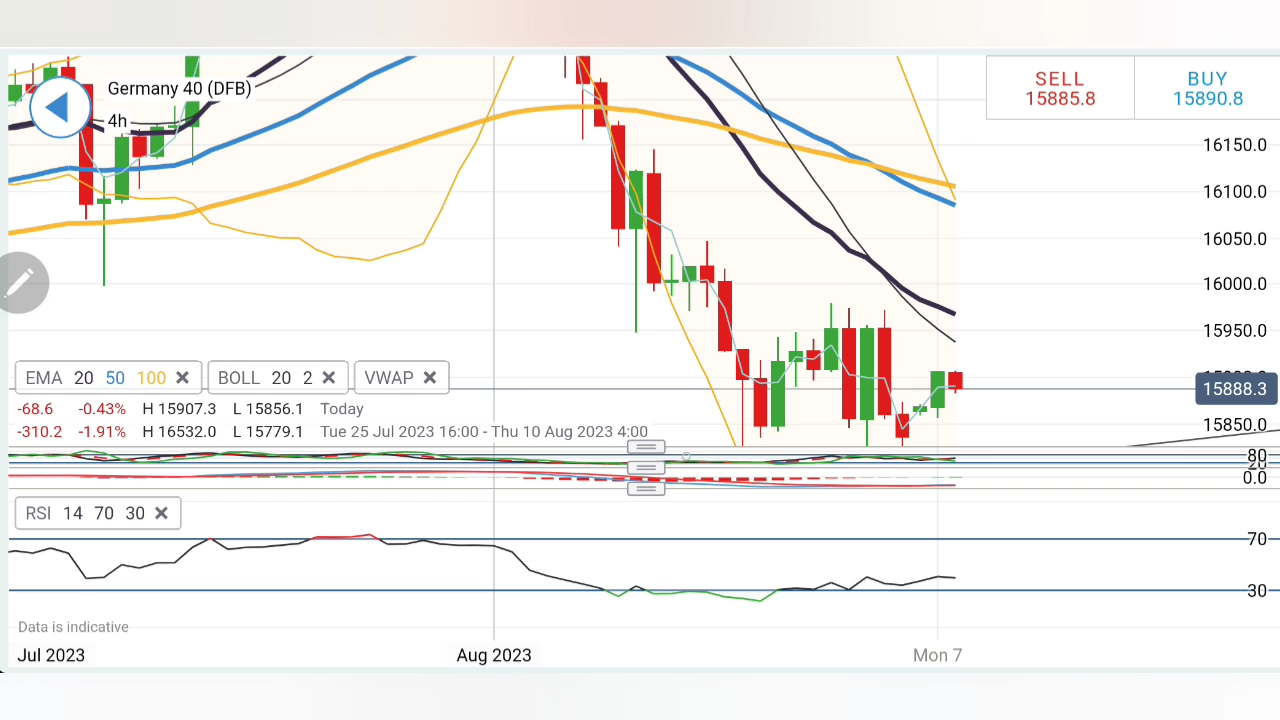 Germany 40 (DFB)
4h
SELL
15885.8
BUY
15890.8
16150.0
16100.0
16050.0
16000.0
15950.0
15888.3
15850.0
EMA 20 50 100
BOLL 20 2
VWAP
-68.6 -0.43% H 15907.3 L 15856.1 Today
-310.2 -1.91% H 16532.0 L 15779.1 Tue 25 Jul 2023 16:00 - Thu 10 Aug 2023 4:00
80
20
0.0
RSI 14 70 30
70
30
Data is indicative
Jul 2023
Aug 2023
Mon 7